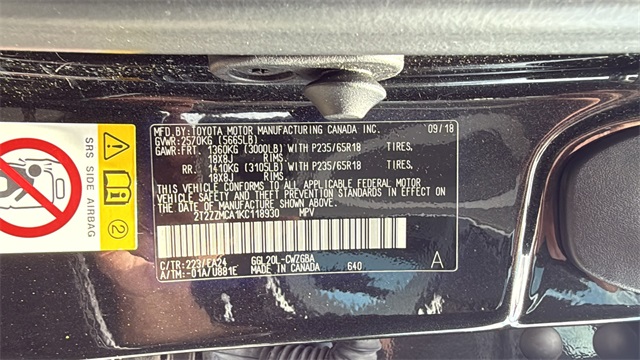 MFD.BY:TOYOTA MOTOR MANUFACTURING CANADA INC. 09/18
GVWR:2570KG (5665LB)
GAWR:FRT. 1360KG (3000LB) WITH P235/65R18 TIRES.
18X8J RIMS.
RR. 1410KG (3105LB) WITH P235/65R18 TIRES.
18X8J RIMS.
THIS VEHICLE CONFORMS TO ALL APPLICABLE FEDERAL MOTOR
VEHICLE SAFETY AND THEFT PREVENTION STANDARDS IN EFFECT ON
THE DATE OF MANUFACTURE SHOWN ABOVE.
2T2ZZMCA1KC118930 MPV
C/TR:223/EA24 GGL20L-CWZGBA
A/TM:-01A/U881E MADE IN CANADA 640 A
SRS SIDE
AIRBAG
2